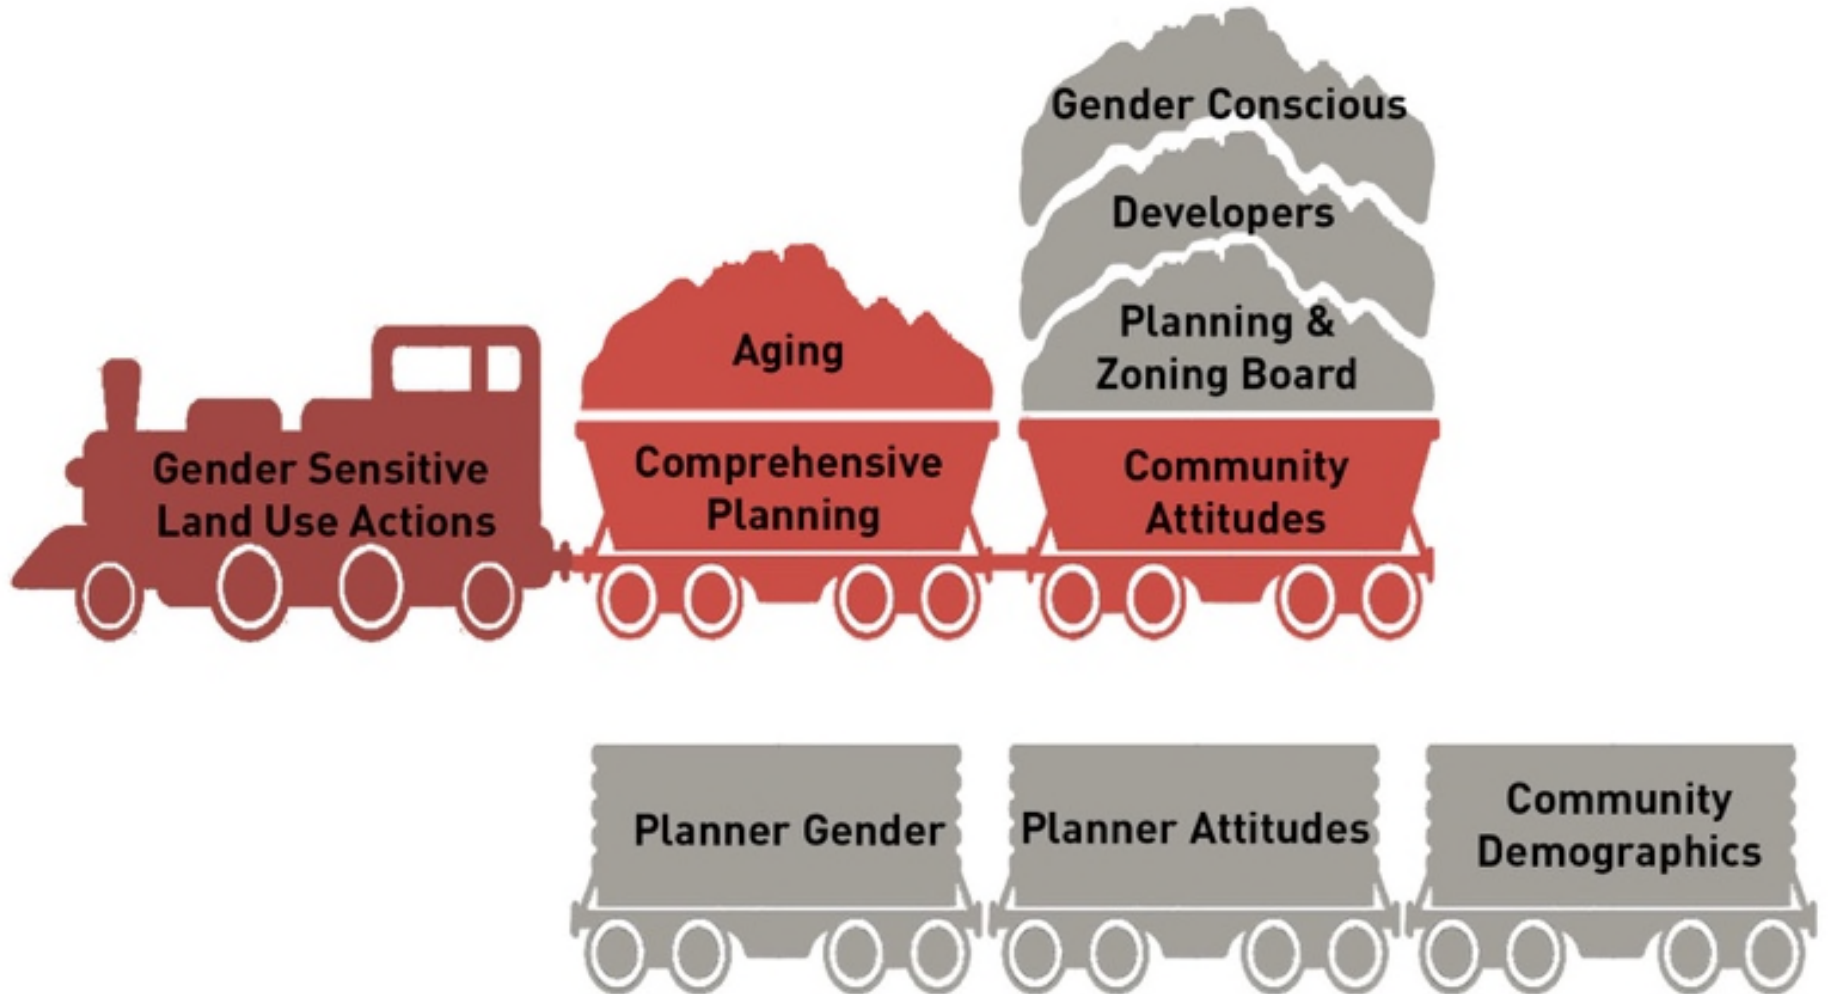 Gender Conscious
Developers
Planning &
Zoning Board
Aging
Gender Sensitive
Land Use Actions
Comprehensive
Planning
Community
Attitudes
Planner Gender
Planner Attitudes
Community
Demographics